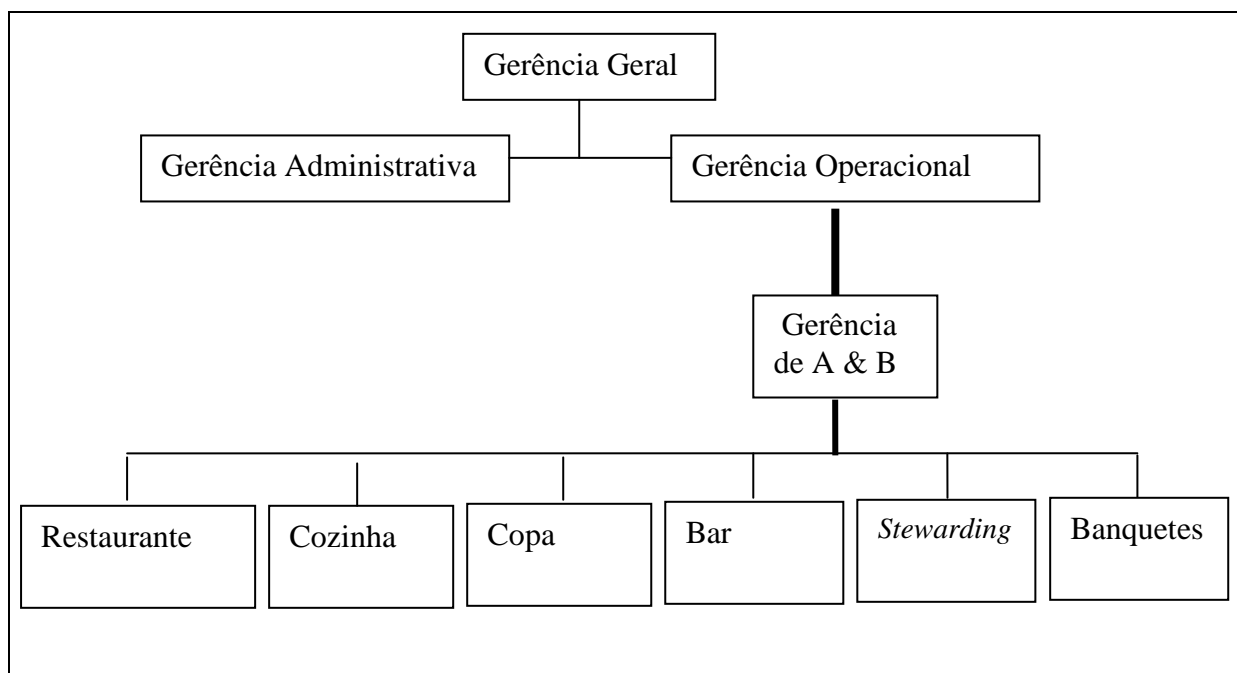 Gerência Geral
Gerência Administrativa
Gerência Operacional
Gerência
de A & B
Restaurante
Cozinha
Copa
Bar
Stewarding
Banquetes